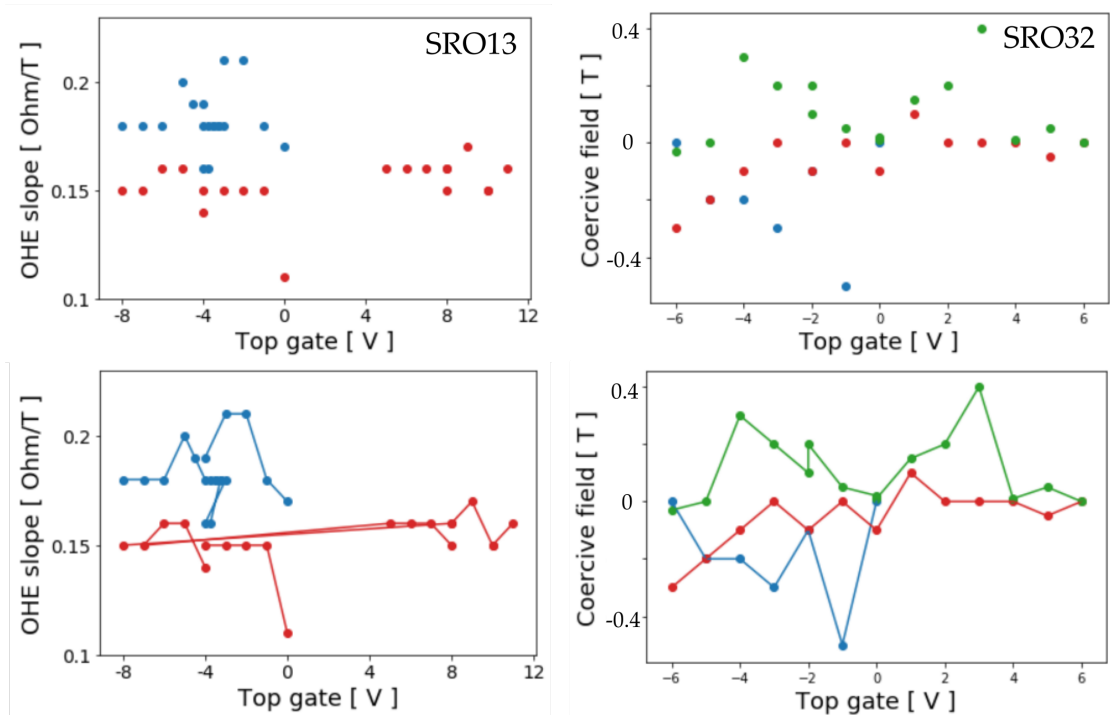 SRO13
OHE slope [ Ohm/T ]
0.2
0.15
0.1
-8 -4 0 4 8 12
Top gate [ V ]
SRO32
Coercive field [ T ]
0.4
0
-0.4
−6 −4 −2 0 2 4 6
Top gate [ V ]
OHE slope [ Ohm/T ]
0.2
0.15
0.1
-8 -4 0 4 8 12
Top gate [ V ]
Coercive field [ T ]
0.4
0
-0.4
−6 −4 −2 0 2 4 6
Top gate [ V ]